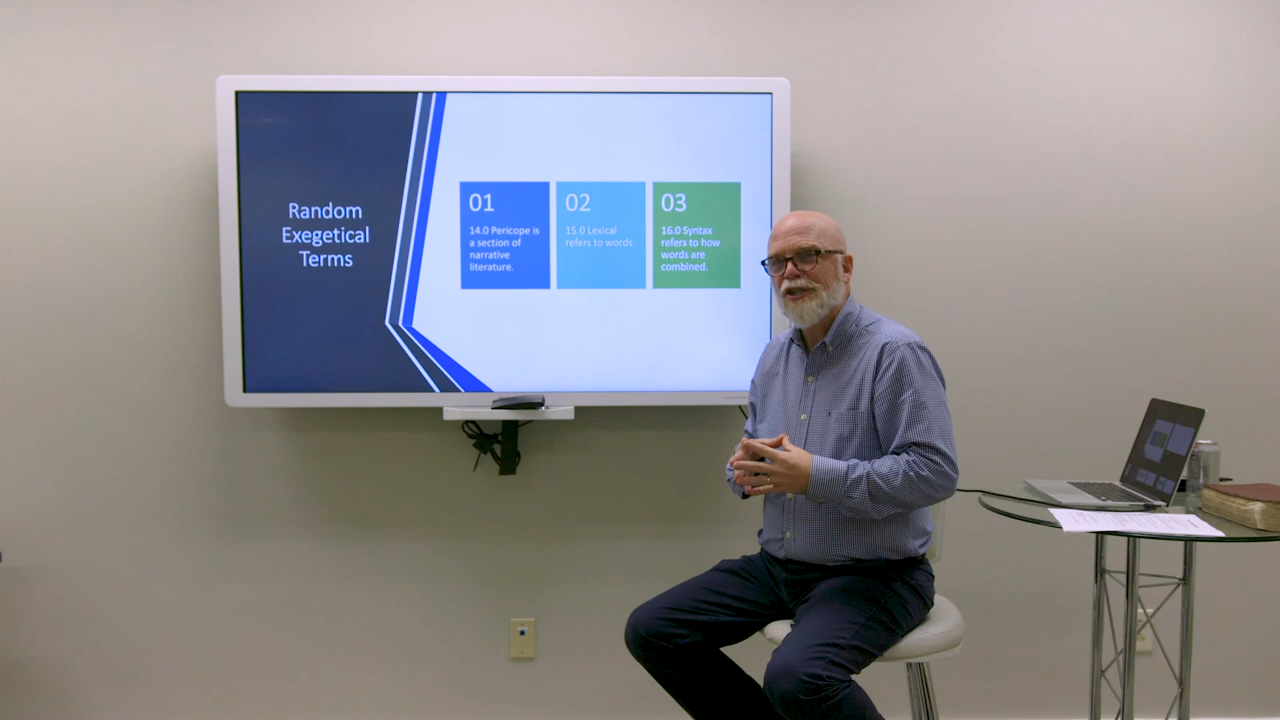 Random
Exegetical
Terms
01
14.0 Pericope is
a section of
narrative
literature.
02
15.0 Lexical
refers to words
03
16.0 Syntax
refers to how
words are
combined.